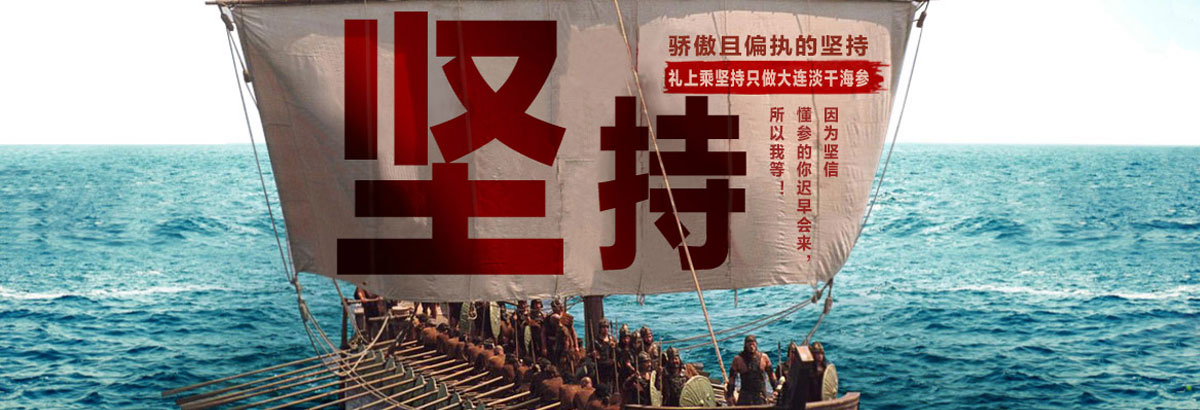 坚持
骄傲且偏执的坚持
礼上乘坚持只做大连淡干海参
因为坚信
懂参的你迟早会来，
所以我等！